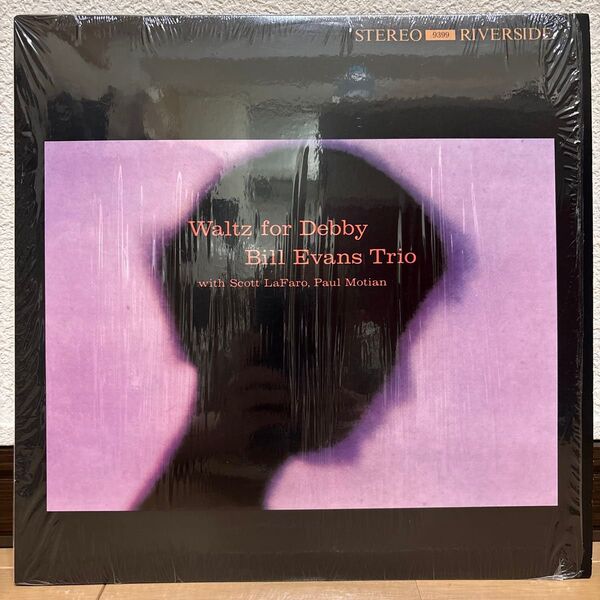 STEREO 9399 RIVERSIDE
Waltz for Debby
Bill Evans Trio
with Scott LaFaro, Paul Motian